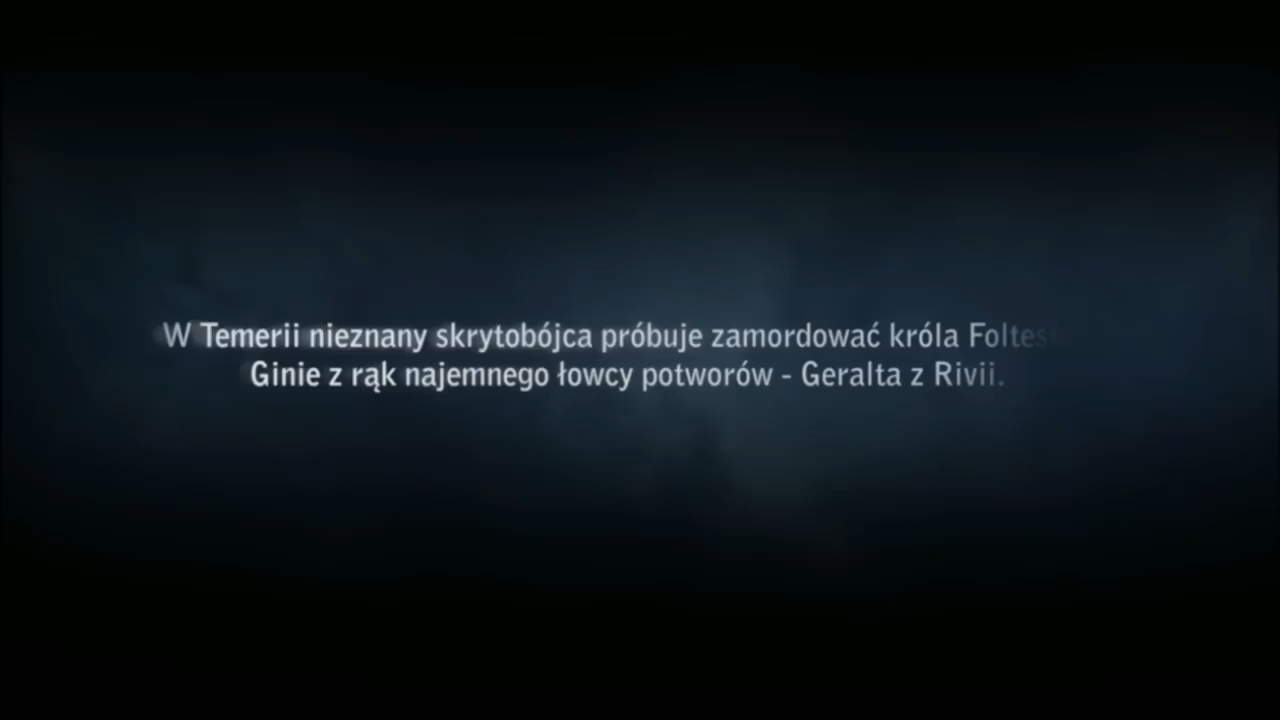 W Temerii nieznany skrytobójca próbuje zamordować króla
Ginie z rąk najemnego łowcy potworów - Geralta z Rivii.